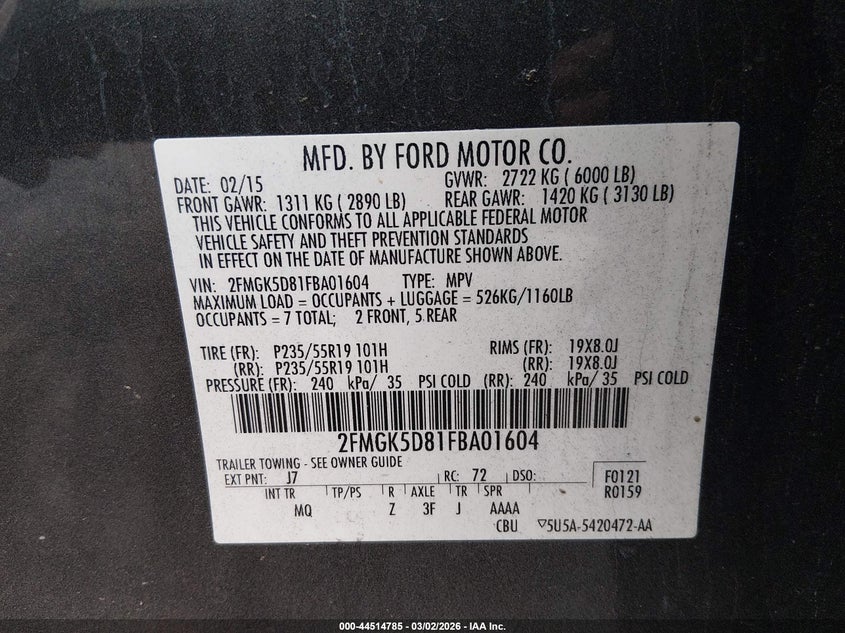 MFD. BY FORD MOTOR CO.
DATE: 02/15 GVWR: 2722 KG ( 6000 LB)
FRONT GAWR: 1311 KG ( 2890 LB) REAR GAWR: 1420 KG ( 3130 LB)
THIS VEHICLE CONFORMS TO ALL APPLICABLE FEDERAL MOTOR
VEHICLE SAFETY AND THEFT PREVENTION STANDARDS
IN EFFECT ON THE DATE OF MANUFACTURE SHOWN ABOVE.
VIN: 2FMGK5D81FBA01604 TYPE: MPV
MAXIMUM LOAD = OCCUPANTS + LUGGAGE = 526KG/1160LB
OCCUPANTS = 7 TOTAL; 2 FRONT, 5 REAR
TIRE (FR): P235/55R19 101H RIMS (FR): 19X8.0J
(RR): P235/55R19 101H (RR): 19X8.0J
PRESSURE (FR): 240 kPa/ 35 PSI COLD (RR): 240 kPa/ 35 PSI COLD
2FMGK5D81FBA01604
TRAILER TOWING - SEE OWNER GUIDE
EXT PNT: J7 RC: 72 DSO: F0121
INT TR TP/PS R AXLE TR SPR R0159
MQ Z 3F J AAAA
CBU ▽5U5A-5420472-AA
000-44514785 — 03/02/2026 — IAA Inc.